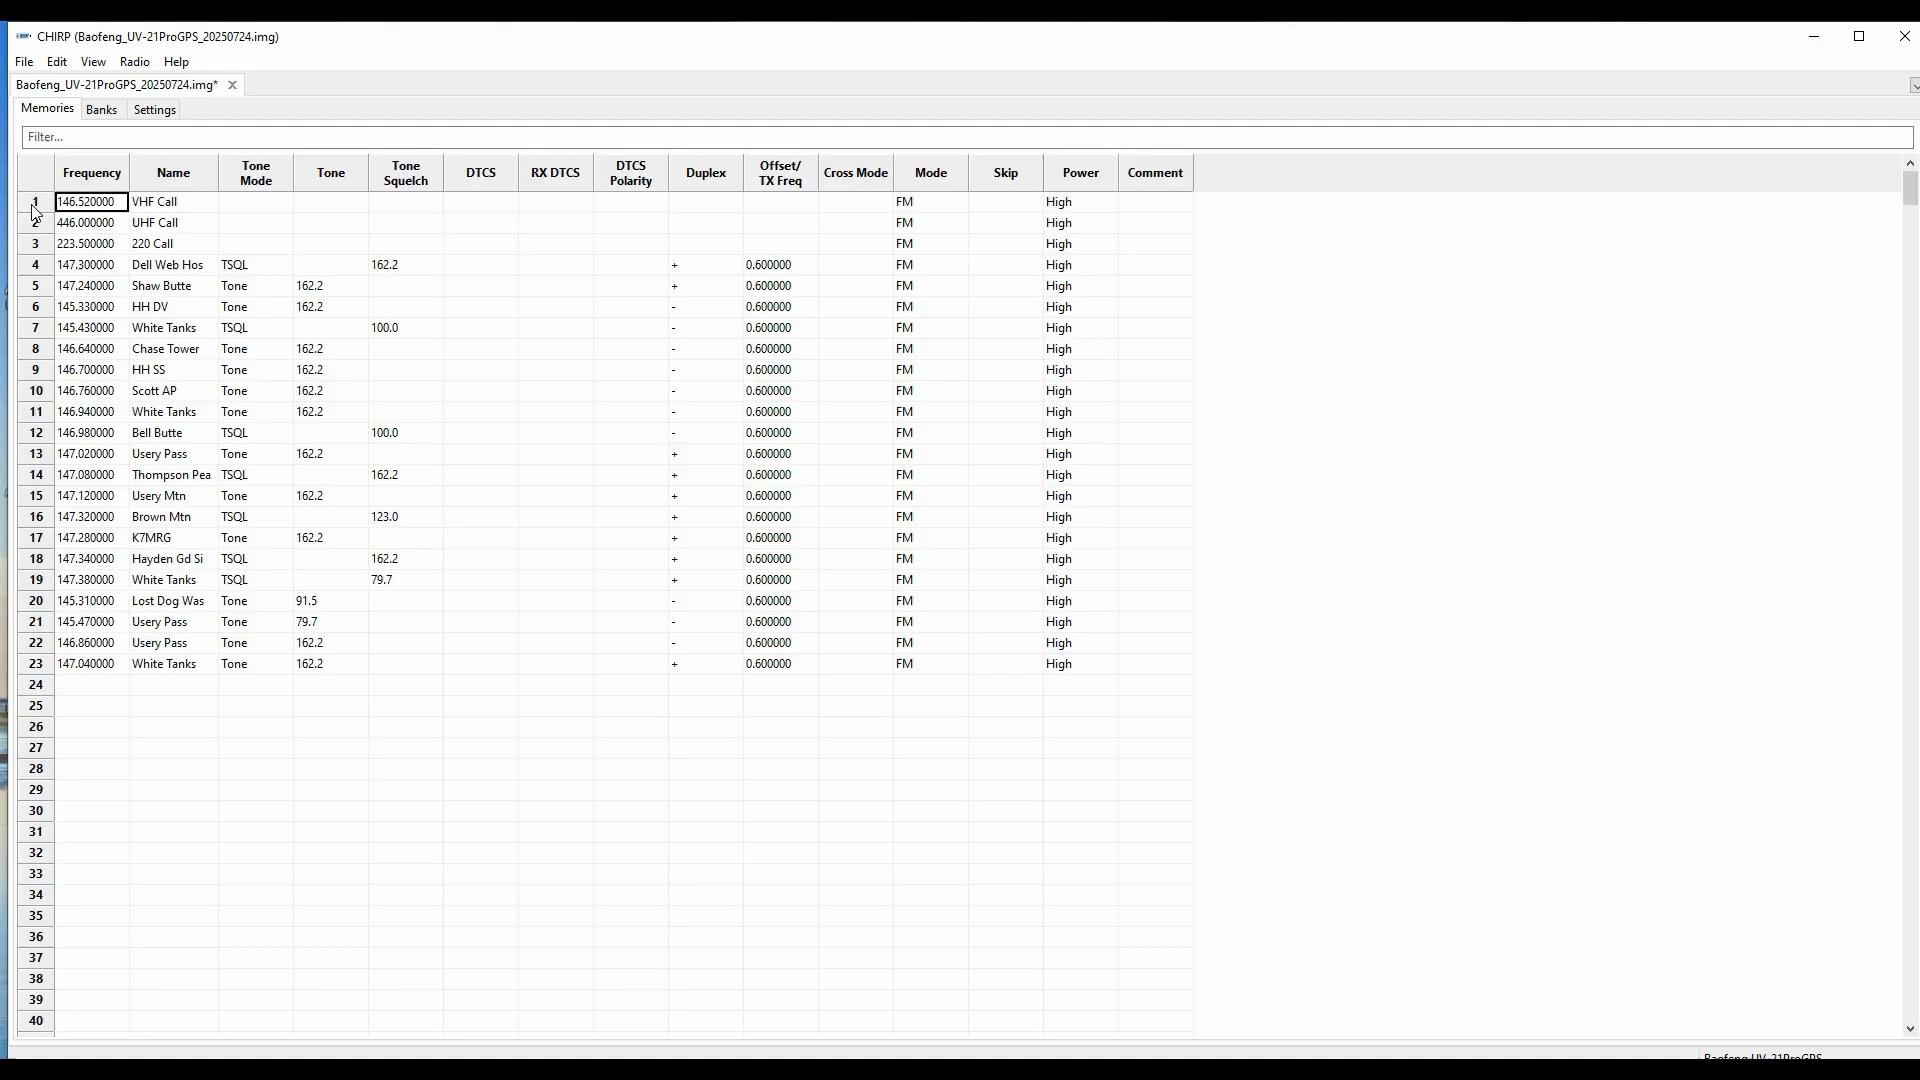 CHIRP (Baofeng_UV-21ProGPS_20250724.img)
File Edit View Radio Help
Baofeng_UV-21ProGPS_20250724.img*
Memories Banks Settings
Filter...
Frequency Name Tone Mode Tone Tone Squelch DTCS RX DTCS DTCS Polarity Duplex Offset/ TX Freq Cross Mode Mode Skip Power Comment
1 146.520000 VHF Call FM High
2 446.000000 UHF Call FM High
3 223.500000 220 Call FM High
4 147.300000 Dell Web Hos TSQL 162.2 + 0.600000 FM High
5 147.240000 Shaw Butte Tone 162.2 + 0.600000 FM High
6 145.330000 HH DV Tone 162.2 - 0.600000 FM High
7 145.430000 White Tanks TSQL 100.0 - 0.600000 FM High
8 146.640000 Chase Tower Tone 162.2 - 0.600000 FM High
9 146.700000 HH SS Tone 162.2 - 0.600000 FM High
10 146.760000 Scott AP Tone 162.2 - 0.600000 FM High
11 146.940000 White Tanks Tone 162.2 - 0.600000 FM High
12 146.980000 Bell Butte TSQL 100.0 - 0.600000 FM High
13 147.020000 Usery Pass Tone 162.2 + 0.600000 FM High
14 147.080000 Thompson Pea TSQL 162.2 + 0.600000 FM High
15 147.120000 Usery Mtn Tone 162.2 + 0.600000 FM High
16 147.320000 Brown Mtn TSQL 123.0 + 0.600000 FM High
17 147.280000 K7MRG Tone 162.2 + 0.600000 FM High
18 147.340000 Hayden Gd Si TSQL 162.2 + 0.600000 FM High
19 147.380000 White Tanks TSQL 79.7 + 0.600000 FM High
20 145.310000 Lost Dog Was Tone 91.5 - 0.600000 FM High
21 145.470000 Usery Pass Tone 79.7 - 0.600000 FM High
22 146.860000 Usery Pass Tone 162.2 - 0.600000 FM High
23 147.040000 White Tanks Tone 162.2 + 0.600000 FM High
24
25
26
27
28
29
30
31
32
33
34
35
36
37
38
39
40
Baofeng UV-21ProGPS